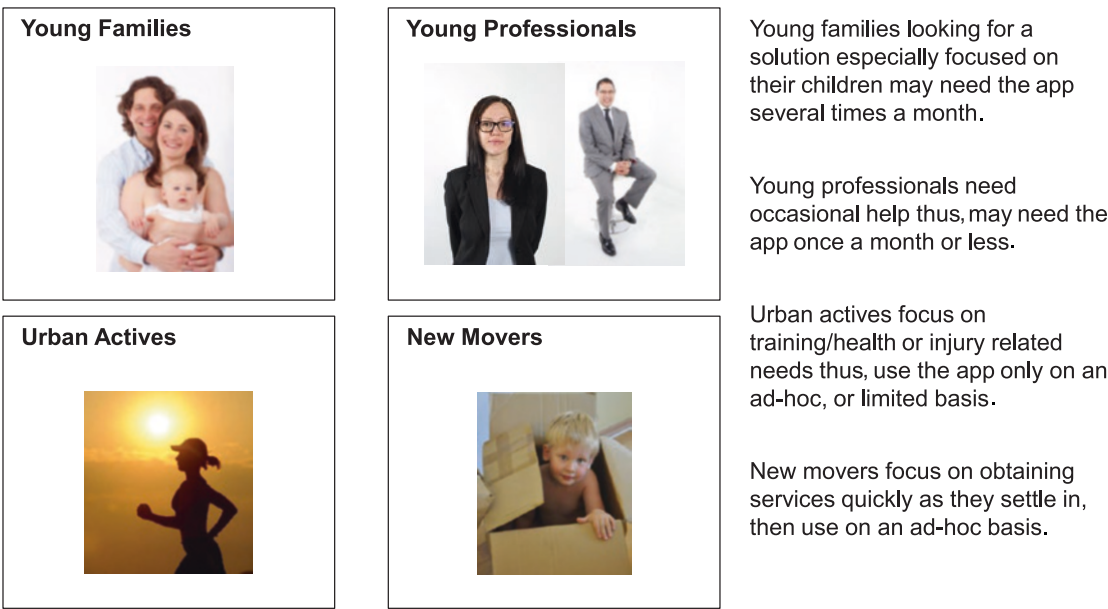 Young Families
Young Professionals
Urban Actives
New Movers
Young families looking for a
solution especially focused on
their children may need the app
several times a month.
Young professionals need
occasional help thus, may need the
app once a month or less.
Urban actives focus on
training/health or injury related
needs thus, use the app only on an
ad-hoc, or limited basis.
New movers focus on obtaining
services quickly as they settle in,
then use on an ad-hoc basis.